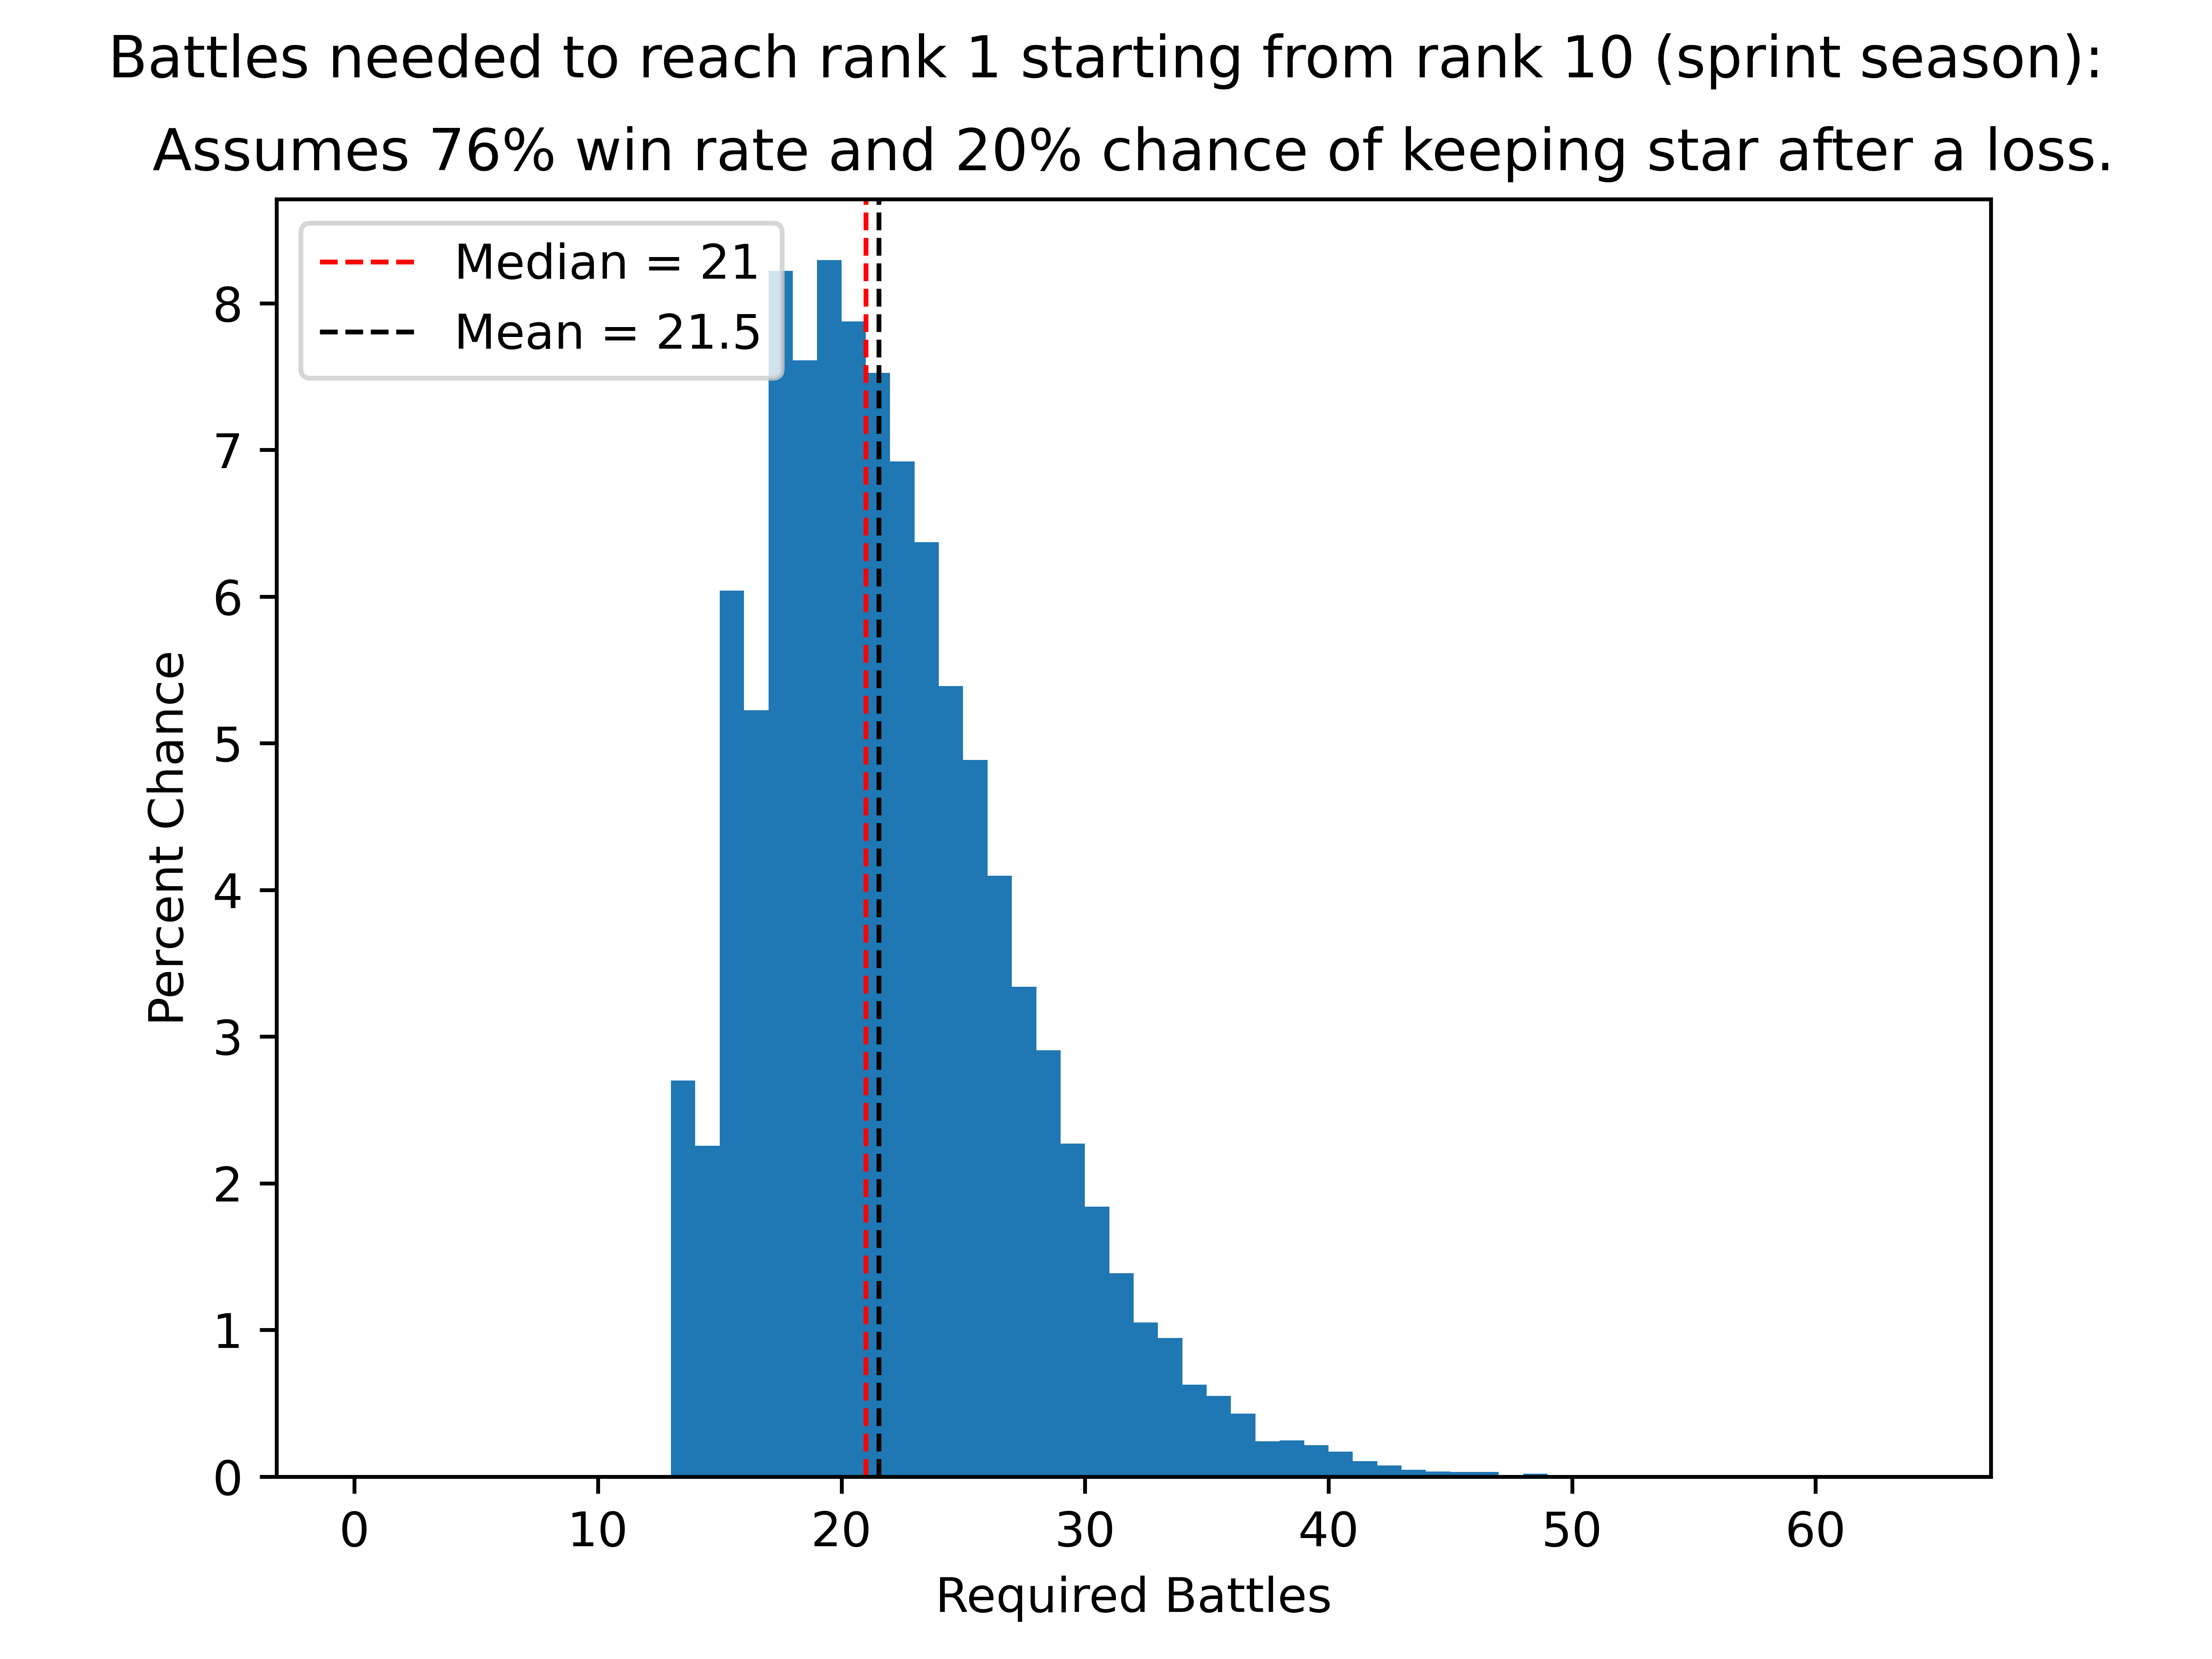 Battles needed to reach rank 1 starting from rank 10 (sprint season):
Assumes 76% win rate and 20% chance of keeping star after a loss.
Median = 21
Mean = 21.5
8
7
6
5
4
3
2
1
0
Percent Chance
0 10 20 30 40 50 60
Required Battles